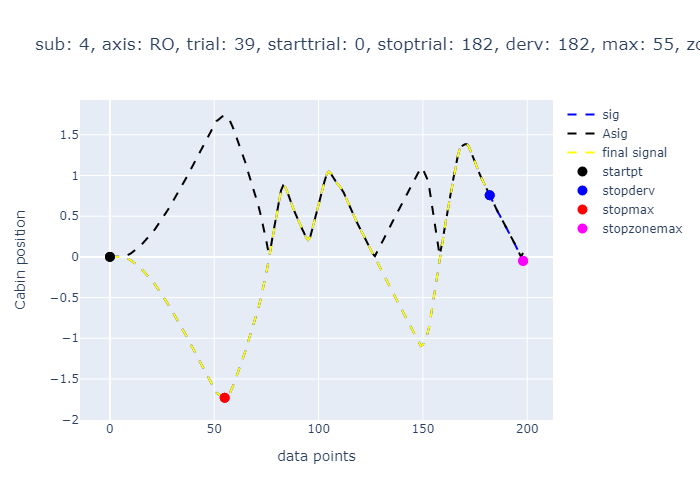 sub: 4, axis: RO, trial: 39, starttrial: 0, stoptrial: 182, derv: 182, max: 55, zo
sig
Asig
final signal
startpt
stopderv
stopmax
stopzonemax
Cabin position
1.5
1
0.5
0
−0.5
−1
−1.5
−2
0
50
100
150
200
data points